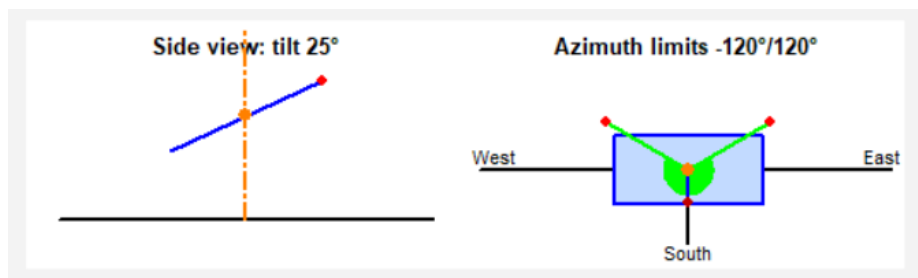 Side view: tilt 25°
Azimuth limits -120°/120°
West
East
South